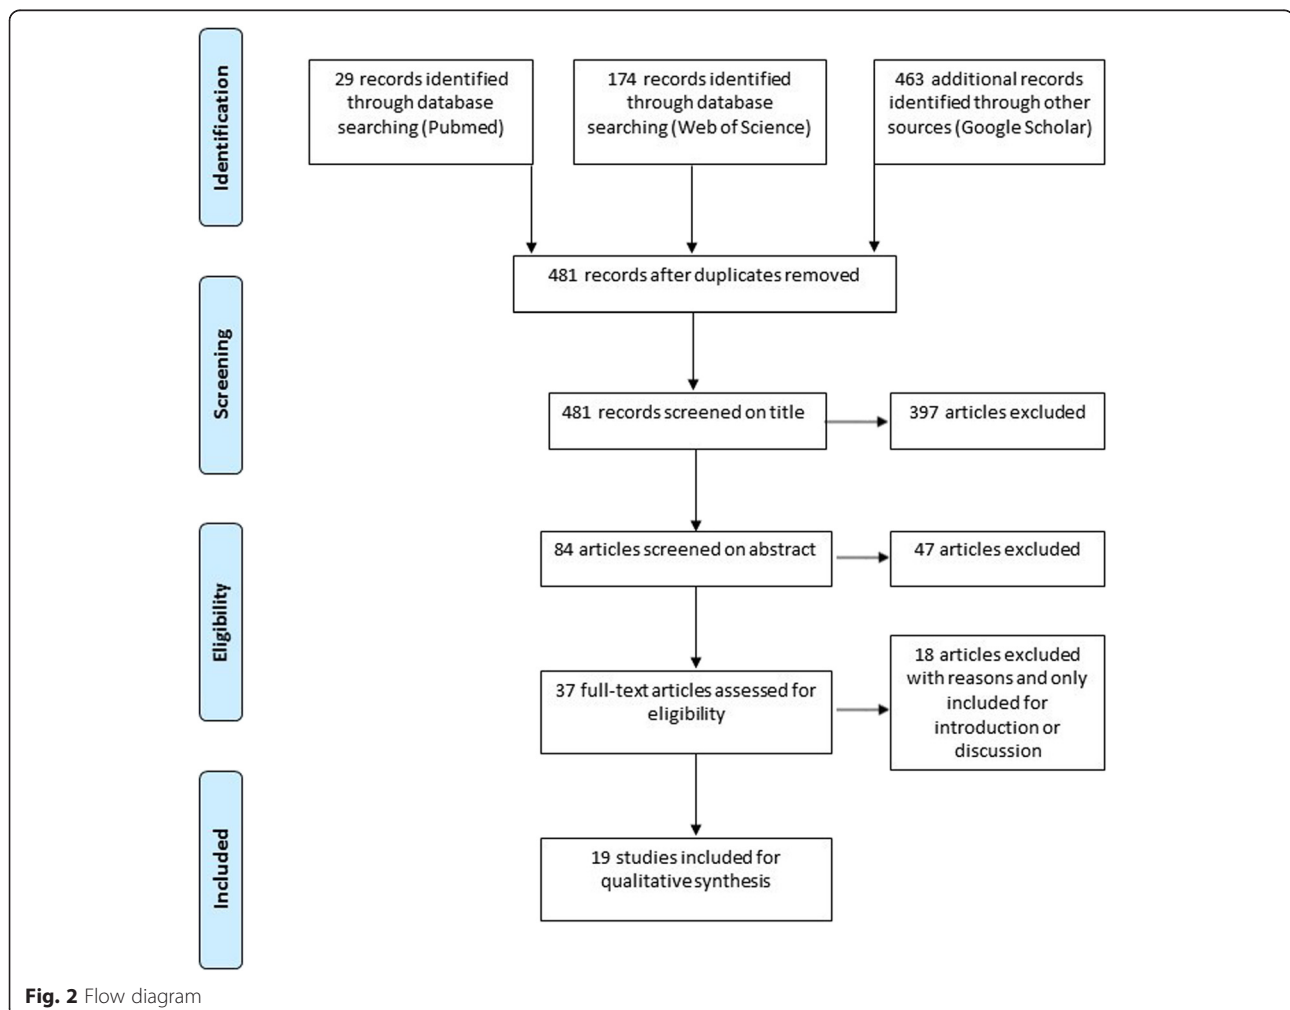 Identification
29 records identified
through database
searching (Pubmed)
174 records identified
through database
searching (Web of Science)
463 additional records
identified through other
sources (Google Scholar)
481 records after duplicates removed
Screening
481 records screened on title
397 articles excluded
84 articles screened on abstract
47 articles excluded
Eligibility
37 full-text articles assessed for
eligibility
18 articles excluded
with reasons and only
included for
introduction or
discussion
Included
19 studies included for
qualitative synthesis
Fig. 2 Flow diagram